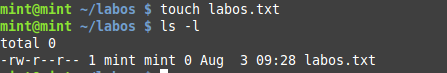 mint@mint ~/labos $ touch labos.txt
mint@mint ~/labos $ ls -l
total 0
-rw-r--r-- 1 mint mint 0 Aug  3 09:28 labos.txt